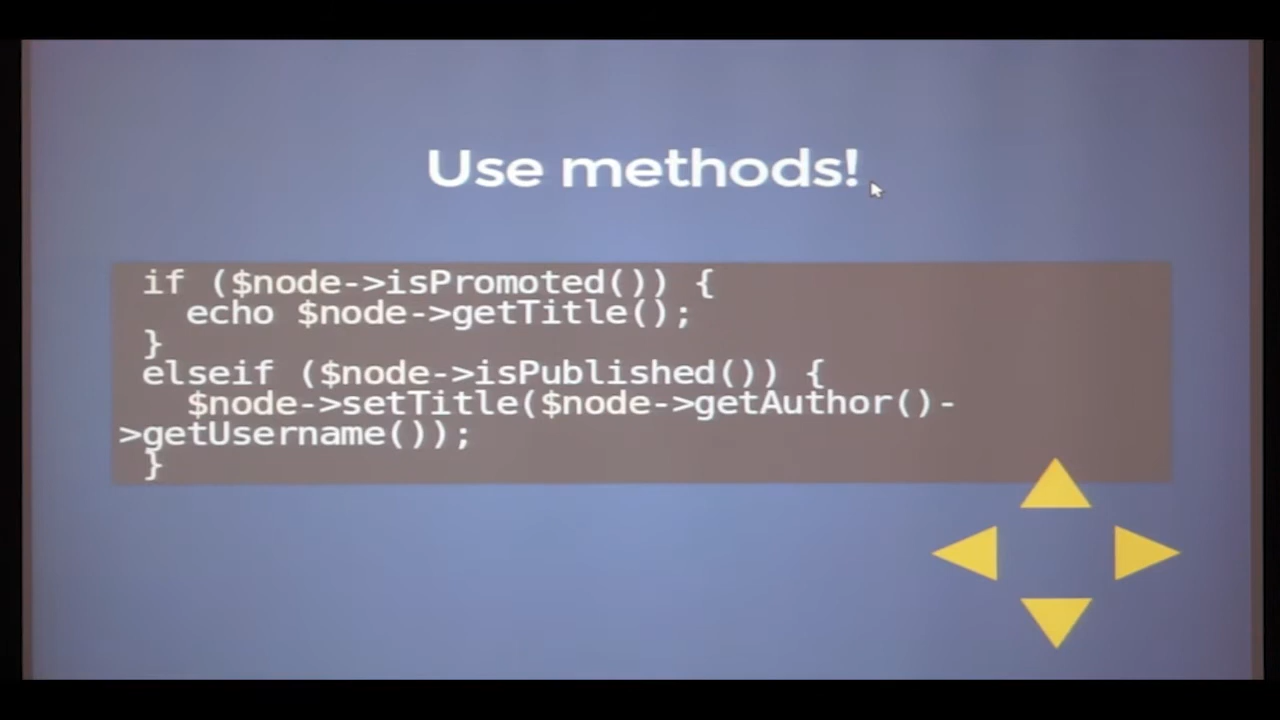 Use methods!
if ($node->isPromoted()) {
echo $node->getTitle();
}
elseif ($node->isPublished()) {
$node->setTitle($node->getAuthor()-
>getUsername());
}